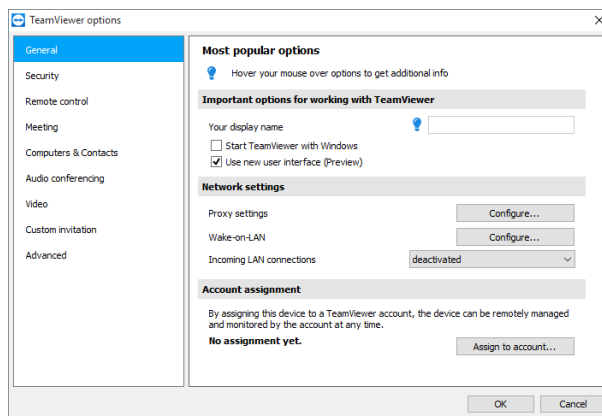 TeamViewer options
General
Security
Remote control
Meeting
Computers & Contacts
Audio conferencing
Video
Custom invitation
Advanced
Most popular options
Hover your mouse over options to get additional info
Important options for working with TeamViewer
Your display name
Start TeamViewer with Windows
Use new user interface (Preview)
Network settings
Proxy settings
Configure...
Wake-on-LAN
Configure...
Incoming LAN connections
deactivated
Account assignment
By assigning this device to a TeamViewer account, the device can be remotely managed
and monitored by the account at any time.
No assignment yet.
Assign to account...
OK
Cancel